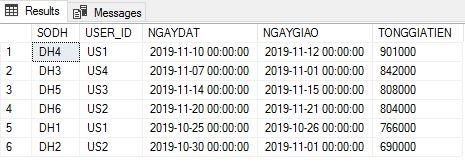 Results Messages
SODH USER_ID NGAYDAT NGAYGIAO TONGGIATIEN
1 DH4 US1 2019-11-10 00:00:00 2019-11-12 00:00:00 901000
2 DH3 US4 2019-11-07 00:00:00 2019-11-01 00:00:00 842000
3 DH5 US3 2019-11-14 00:00:00 2019-11-15 00:00:00 808000
4 DH6 US2 2019-11-20 00:00:00 2019-11-21 00:00:00 804000
5 DH1 US1 2019-10-25 00:00:00 2019-10-26 00:00:00 766000
6 DH2 US2 2019-10-30 00:00:00 2019-11-01 00:00:00 690000